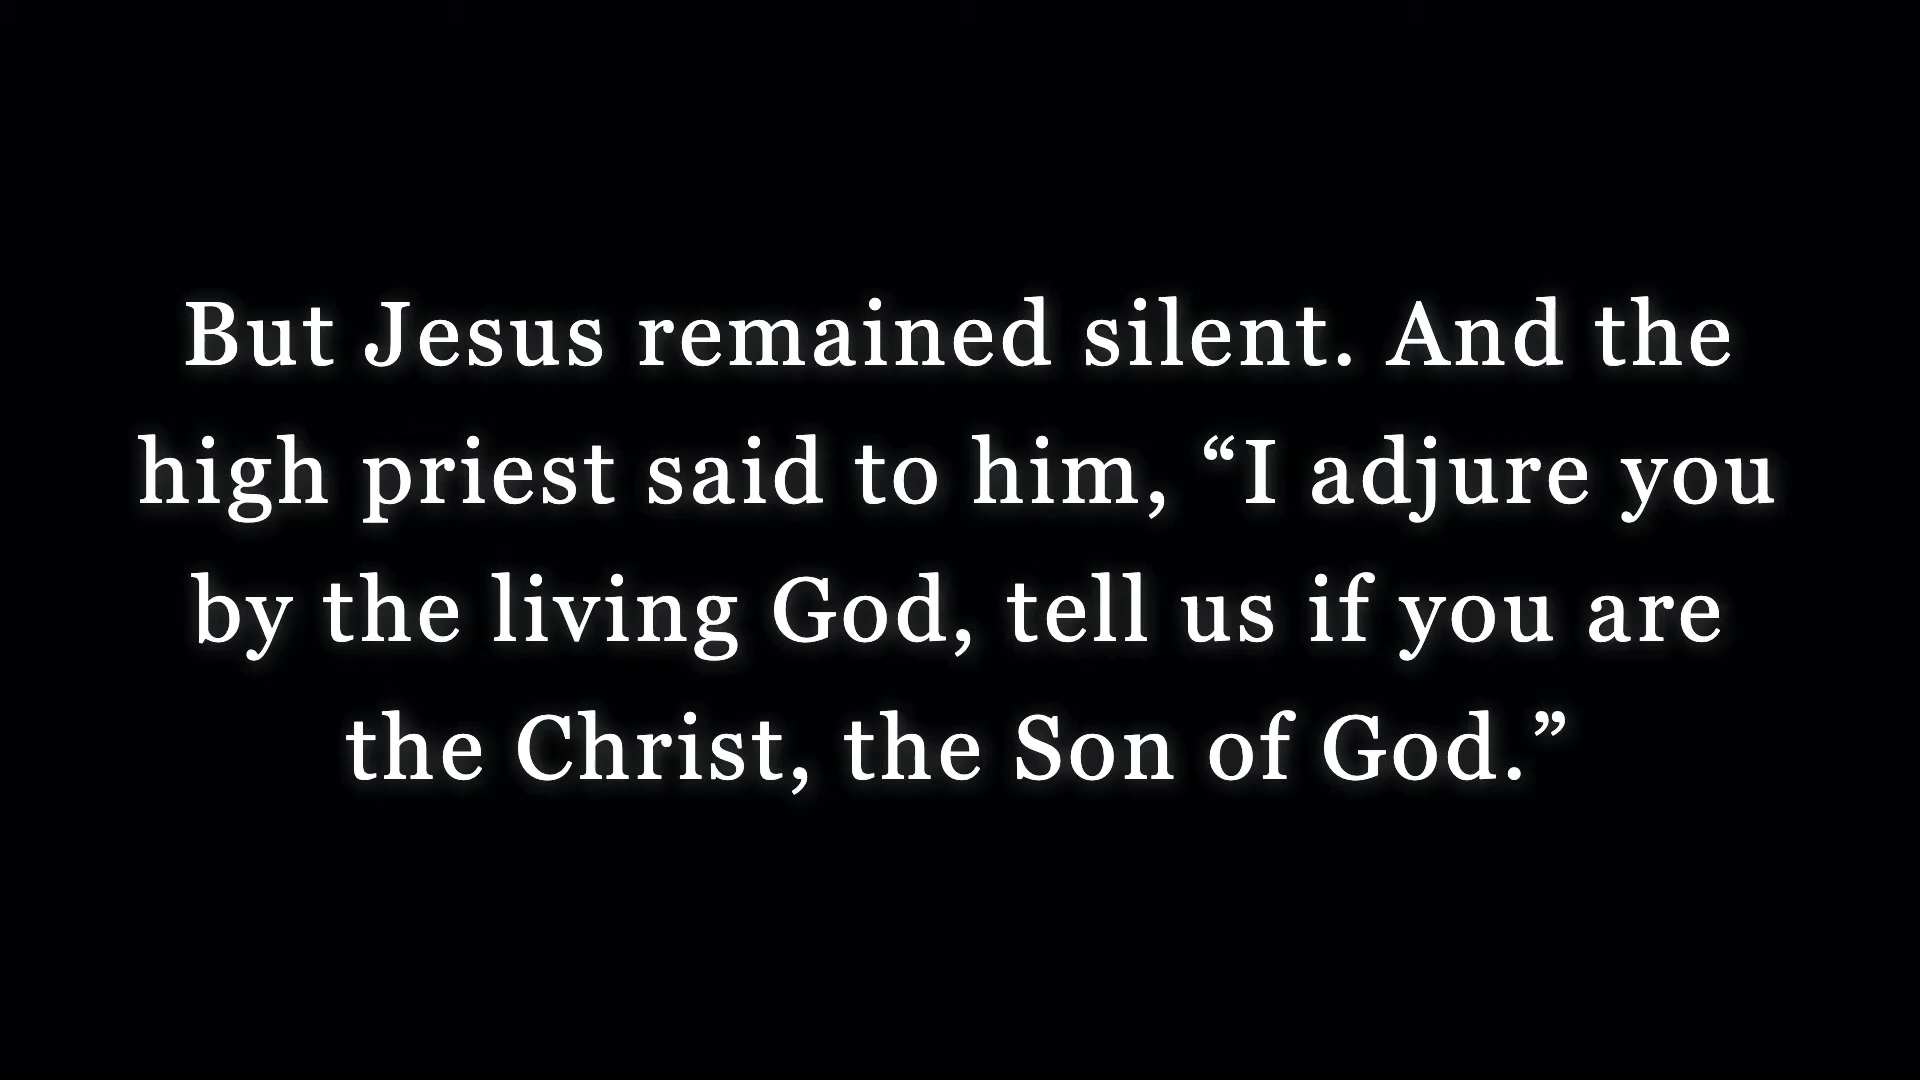 But Jesus remained silent. And the
high priest said to him, “I adjure you
by the living God, tell us if you are
the Christ, the Son of God.”